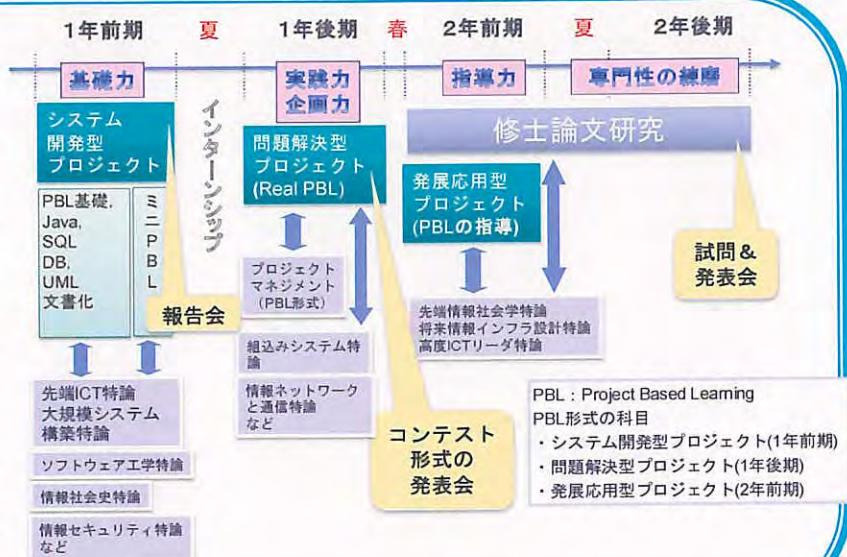 1年前期
夏
1年後期
春
2年前期
夏
2年後期
基礎力
実践力
企画力
指導力
専門性の練磨
システム
開発型
プロジェクト
インターンシップ
問題解決型
プロジェクト
(Real PBL)
修士論文研究
発展応用型
プロジェクト
(PBLの指導)
PBL基礎,
Java,
SQL
DB,
UML
文書化
ミニPBL
報告会
プロジェクト
マネジメント
(PBL形式)
試問&
発表会
先端情報社会学特論
将来情報インフラ設計特論
高度ICTリーダ特論
組込みシステム特
論
情報ネットワーク
と通信特論
など
先端ICT特論
大規模システム
構築特論
ソフトウェア工学特論
情報社会史特論
情報セキュリティ特論
など
コンテスト
形式の
発表会
PBL:Project Based Learning
PBL形式の科目
・システム開発型プロジェクト(1年前期)
・問題解決型プロジェクト(1年後期)
・発展応用型プロジェクト(2年前期)